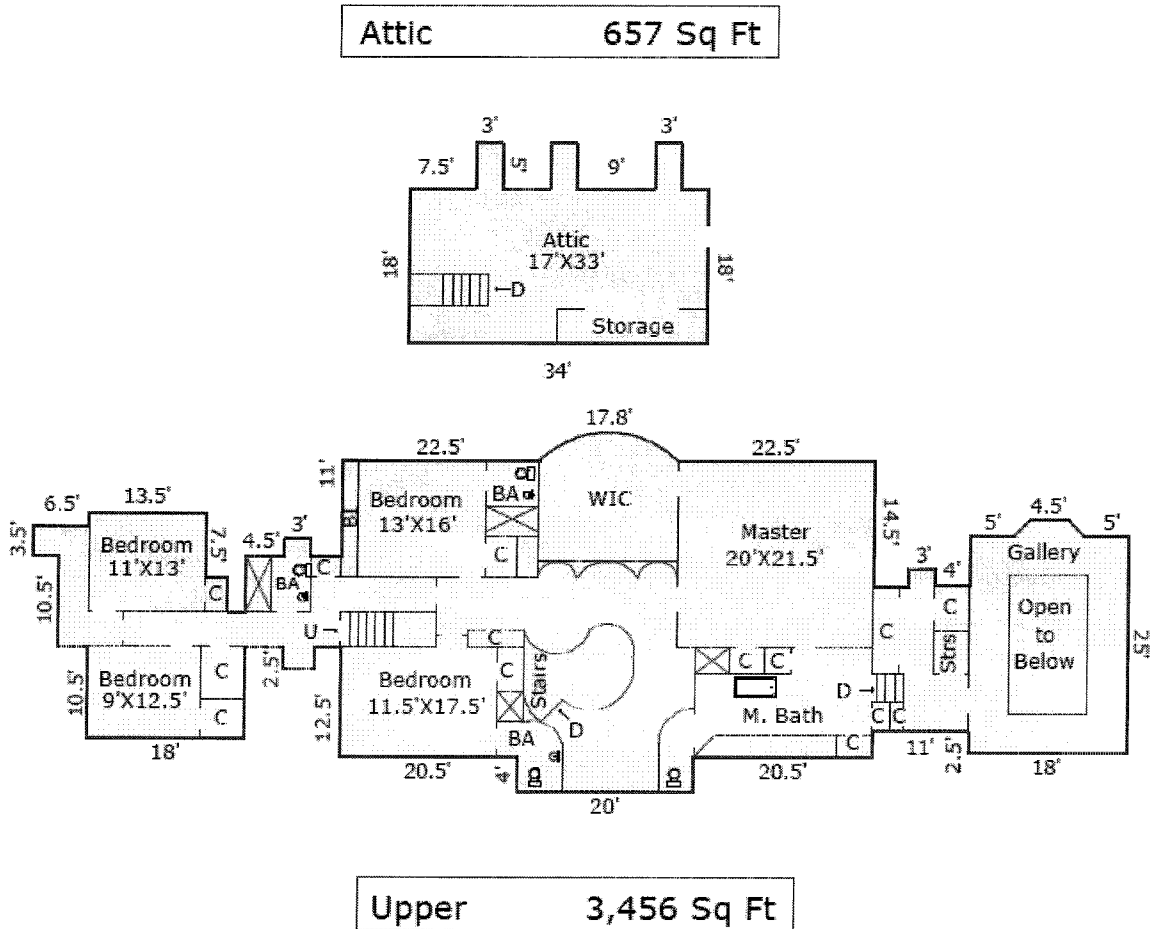 Attic 657 Sq Ft
3' 3'
7.5' 5' 9'
Attic
17'X33'
18' 18'
D
Storage
34'
17.8'
22.5' 22.5'
11' BA WIC 14.5'
Bedroom
13'X16'
B
C
Master
20'X21.5'
6.5' 13.5' 4.5' 3'
3.5' 7.5'
Bedroom
11'X13'
C BA C
10.5'
4.5'
5' 5'
3' 4'
Gallery
C C
Open
to
Below
Strs
25'
U
C
Bedroom
9'X12.5'
C
C
10.5' 2.5'
18'
Bedroom
11.5'X17.5'
C
Stairs
12.5'
BA
D
C C
M. Bath
D
C C
C
20.5' 4' 20' 20.5' 11' 2.5' 18'
Upper 3,456 Sq Ft